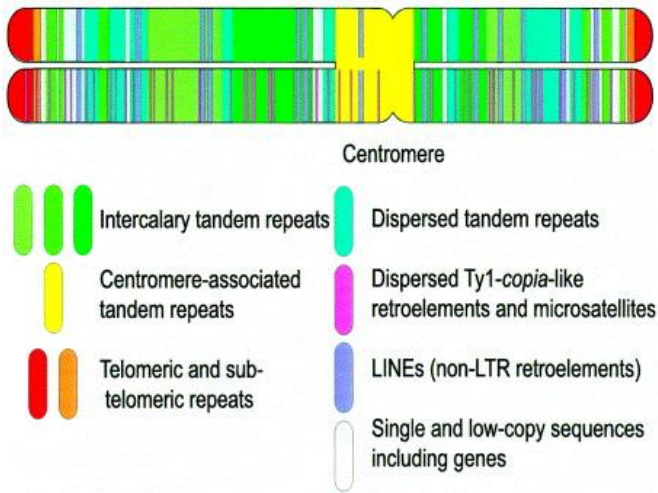 Centromere
Intercalary tandem repeats
Centromere-associated
tandem repeats
Telomeric and sub-
telomeric repeats
Dispersed tandem repeats
Dispersed Ty1-copia-like
retroelements and microsatellites
LINEs (non-LTR retroelements)
Single and low-copy sequences
including genes